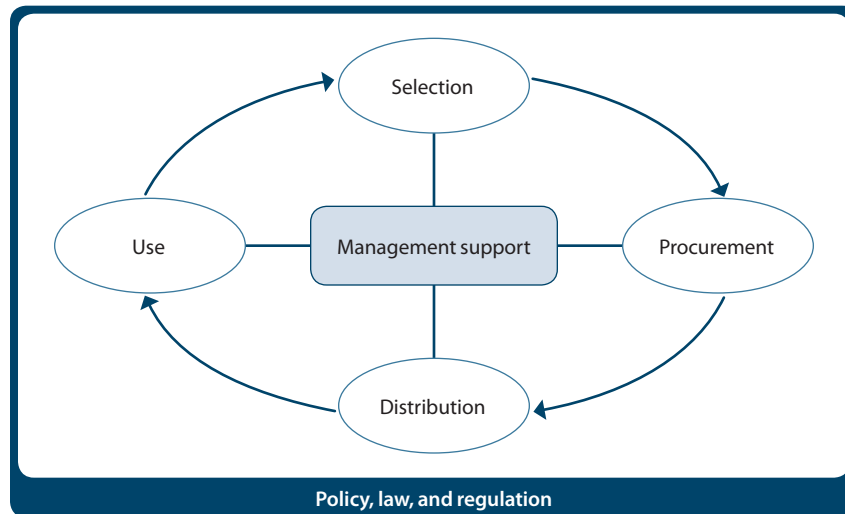 Selection
Use
Management support
Procurement
Distribution
Policy, law, and regulation